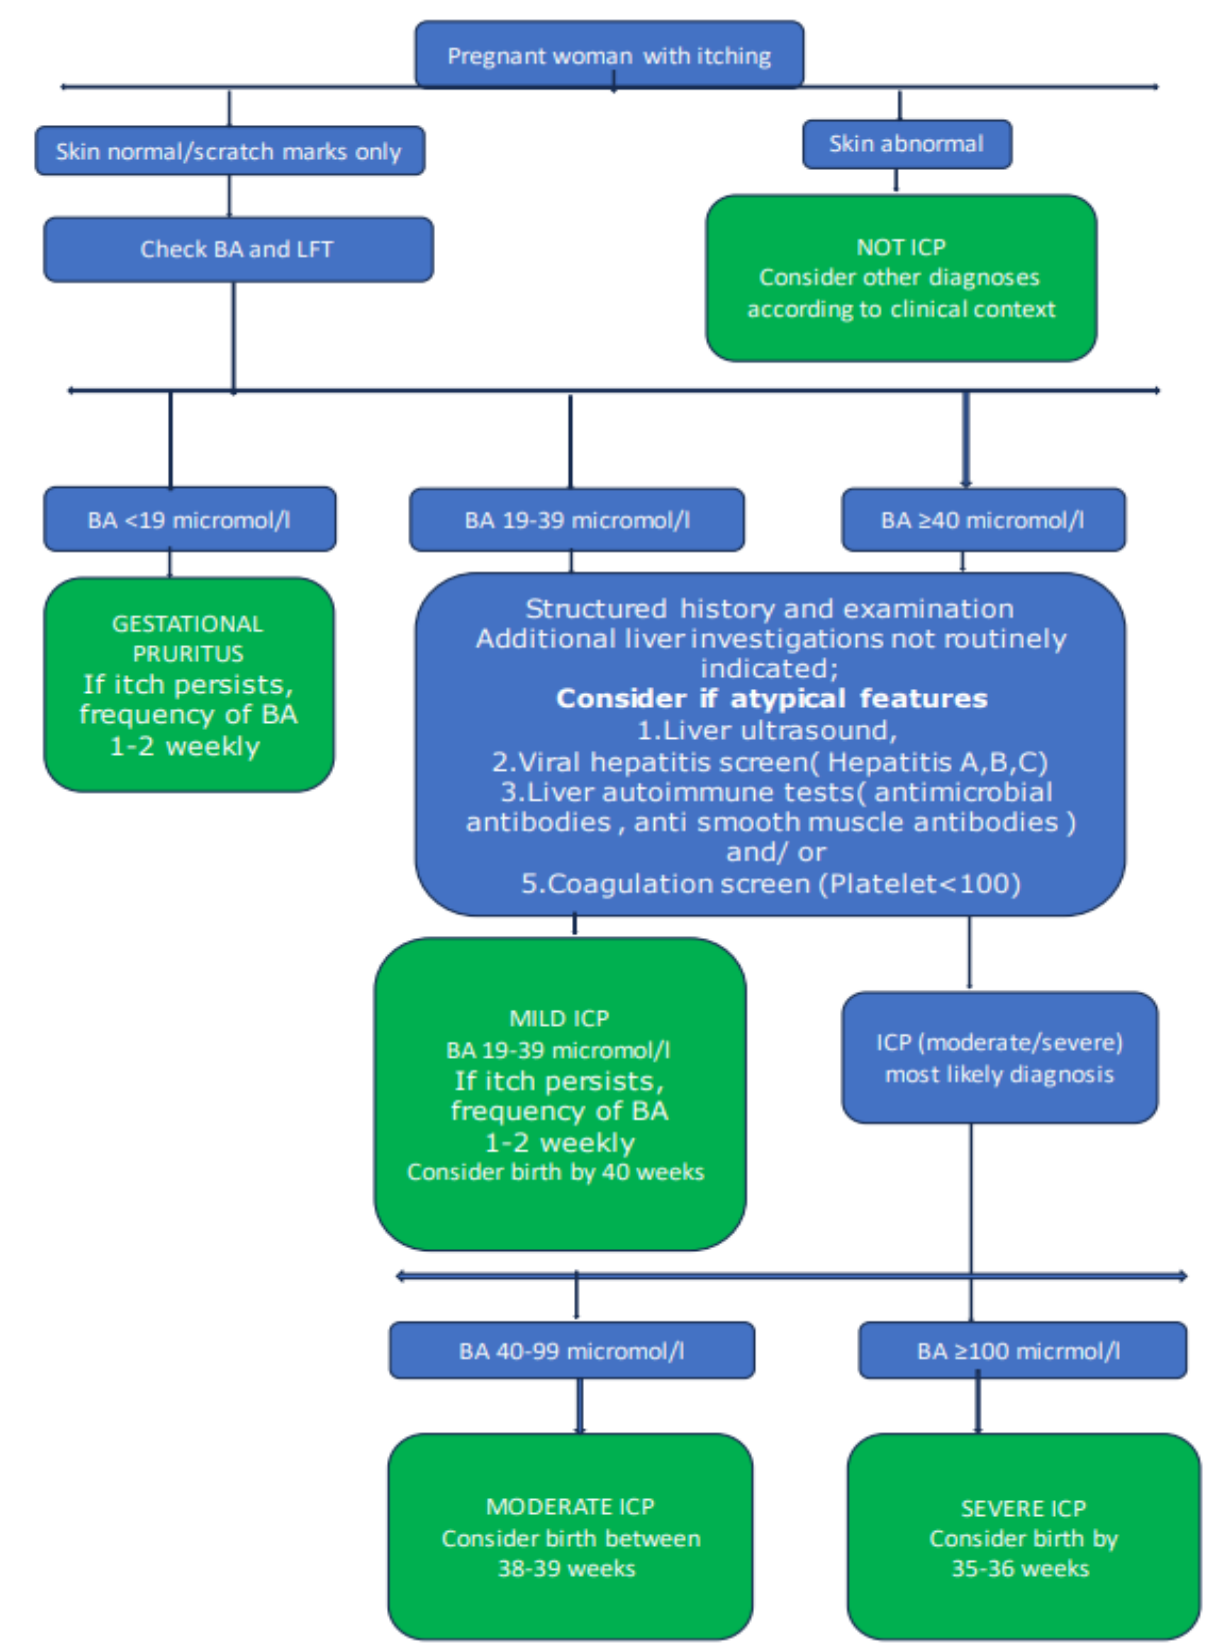 Pregnant woman with itching
Skin normal/scratch marks only
Skin abnormal
Check BA and LFT
NOT ICP
Consider other diagnoses
according to clinical context
BA <19 micromol/l
BA 19-39 micromol/l
BA ≥40 micromol/l
GESTATIONAL
PRURITUS
If itch persists,
frequency of BA
1-2 weekly
Structured history and examination
Additional liver investigations not routinely
indicated;
Consider if atypical features
1.Liver ultrasound,
2.Viral hepatitis screen( Hepatitis A,B,C)
3.Liver autoimmune tests( antimicrobial
antibodies , anti smooth muscle antibodies )
and/ or
5.Coagulation screen (Platelet<100)
MILD ICP
BA 19-39 micromol/l
If itch persists,
frequency of BA
1-2 weekly
Consider birth by 40 weeks
ICP (moderate/severe)
most likely diagnosis
BA 40-99 micromol/l
BA ≥100 micrmol/l
MODERATE ICP
Consider birth between
38-39 weeks
SEVERE ICP
Consider birth by
35-36 weeks